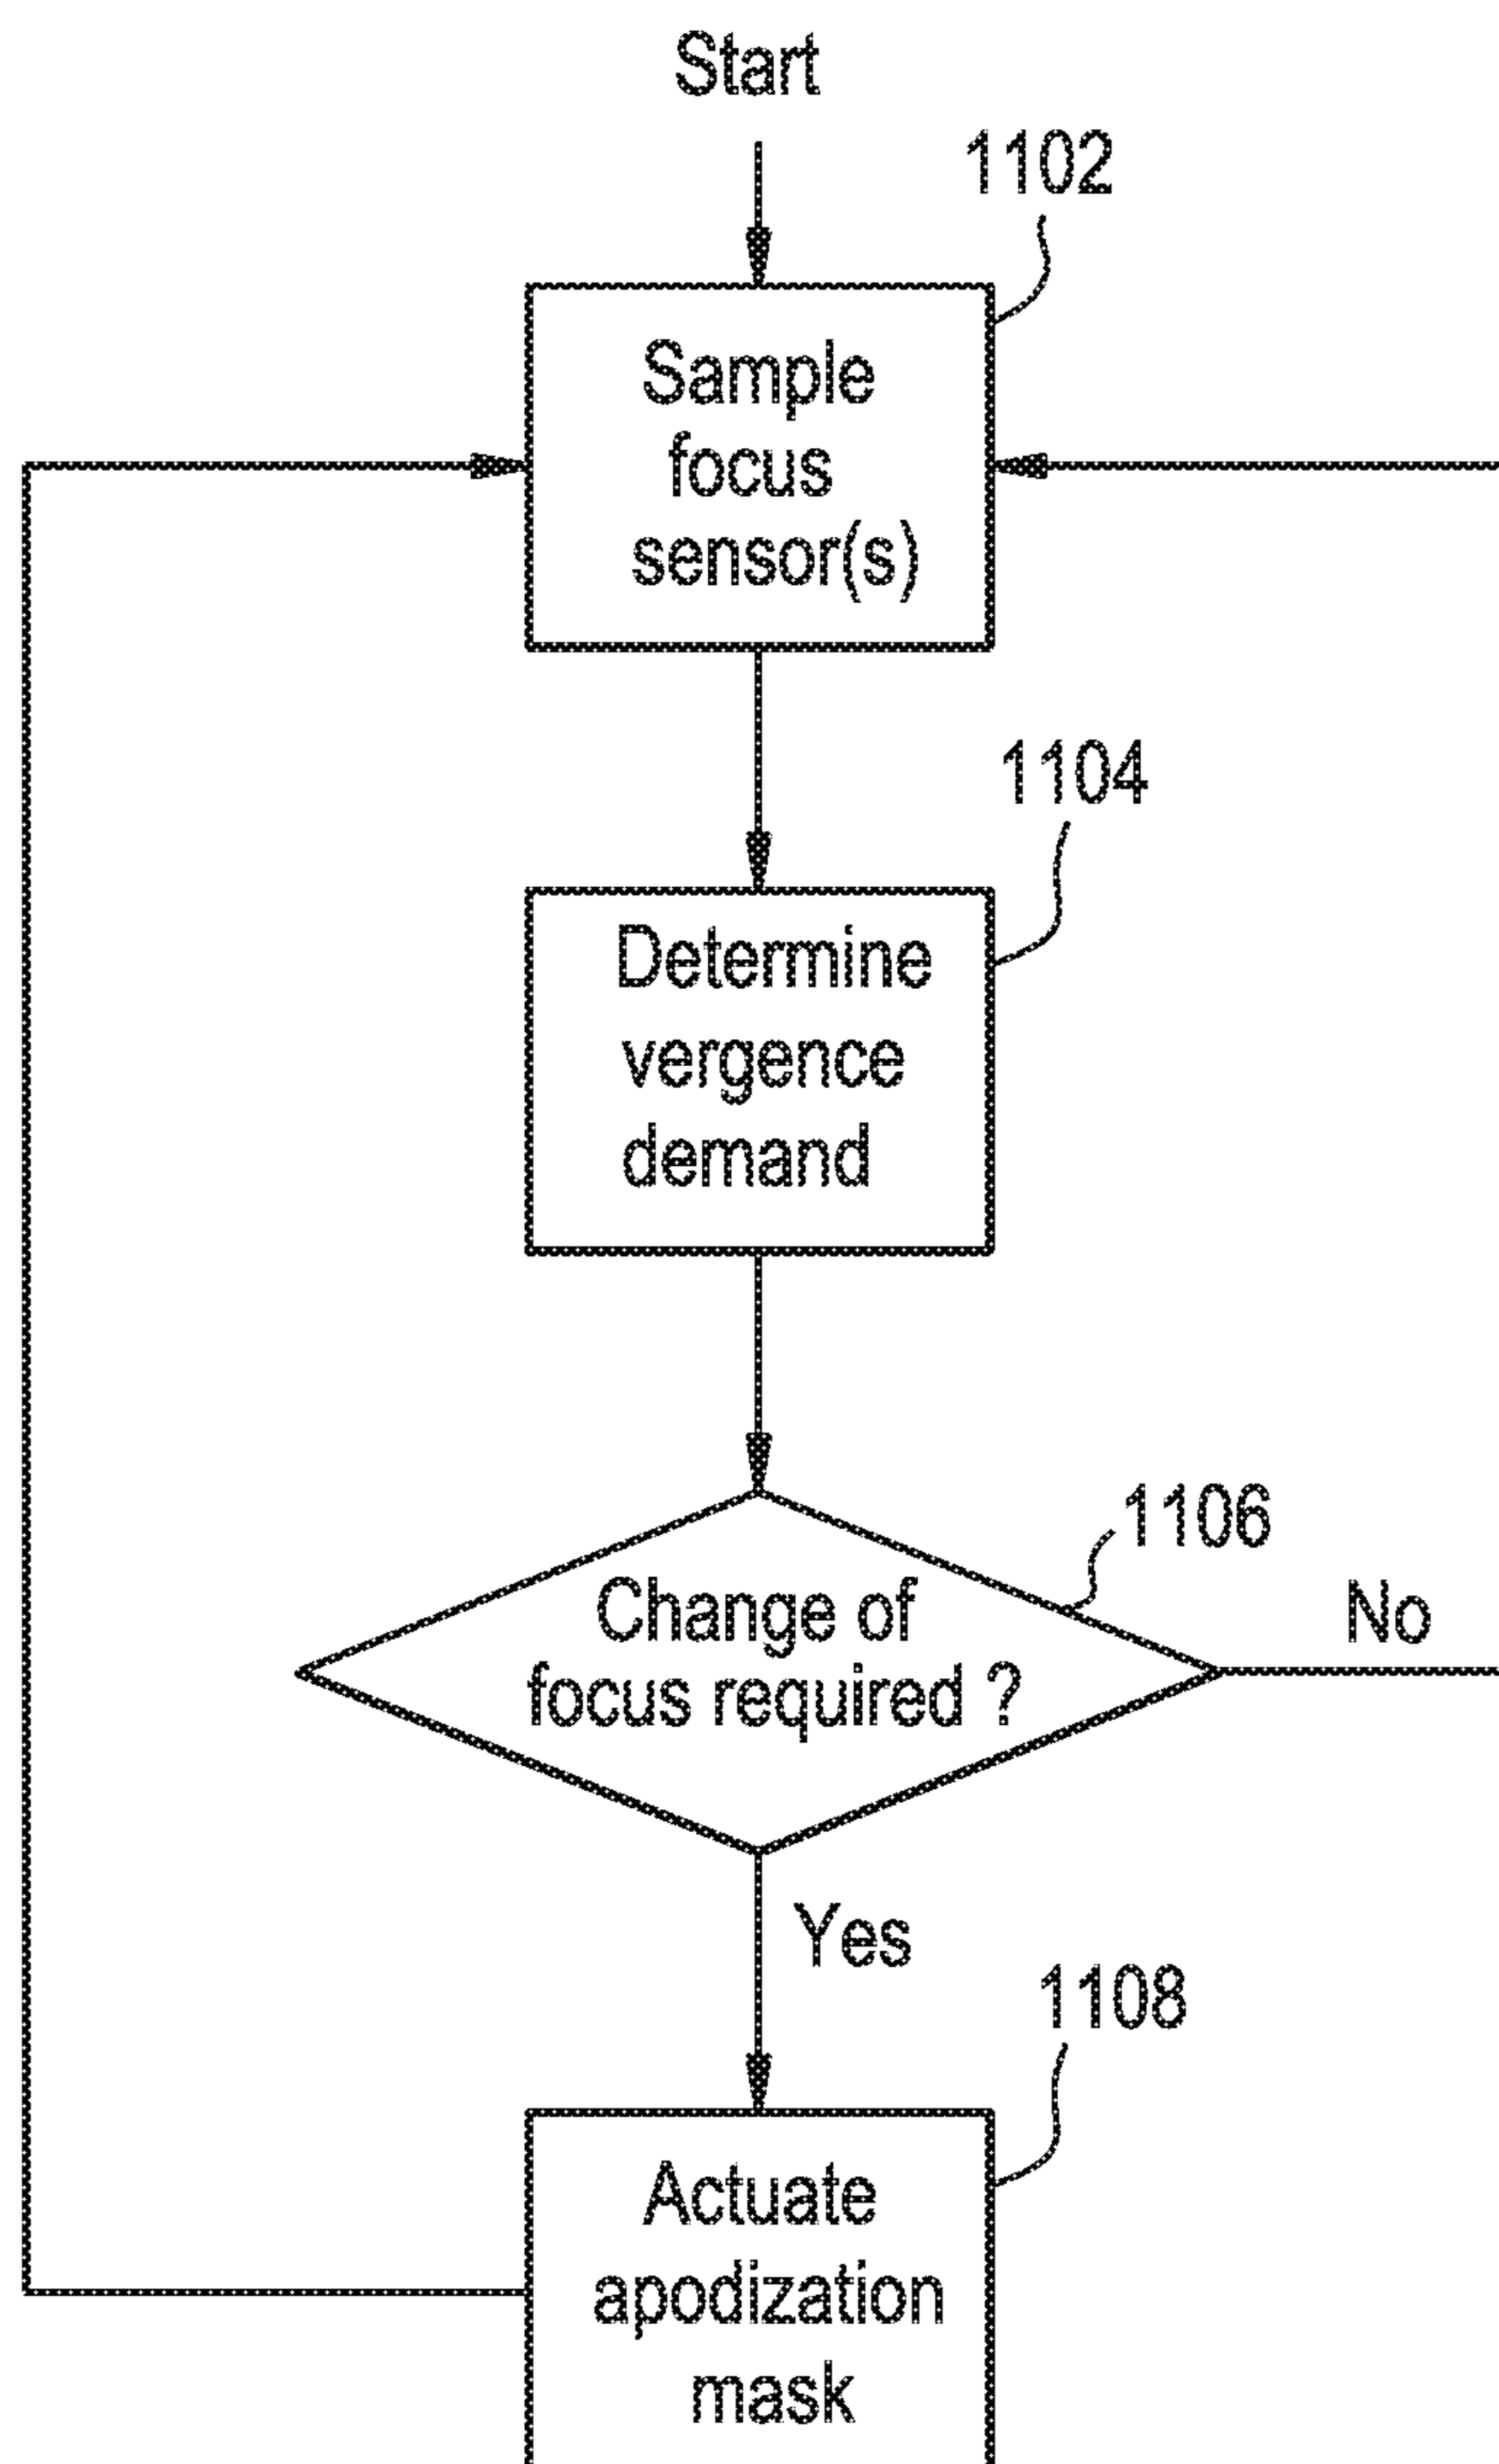 Start
1102
Sample
focus
sensor(s)
1104
Determine
vergence
demand
1106
Change of
focus required ?
No
Yes
1108
Actuate
apodization
mask